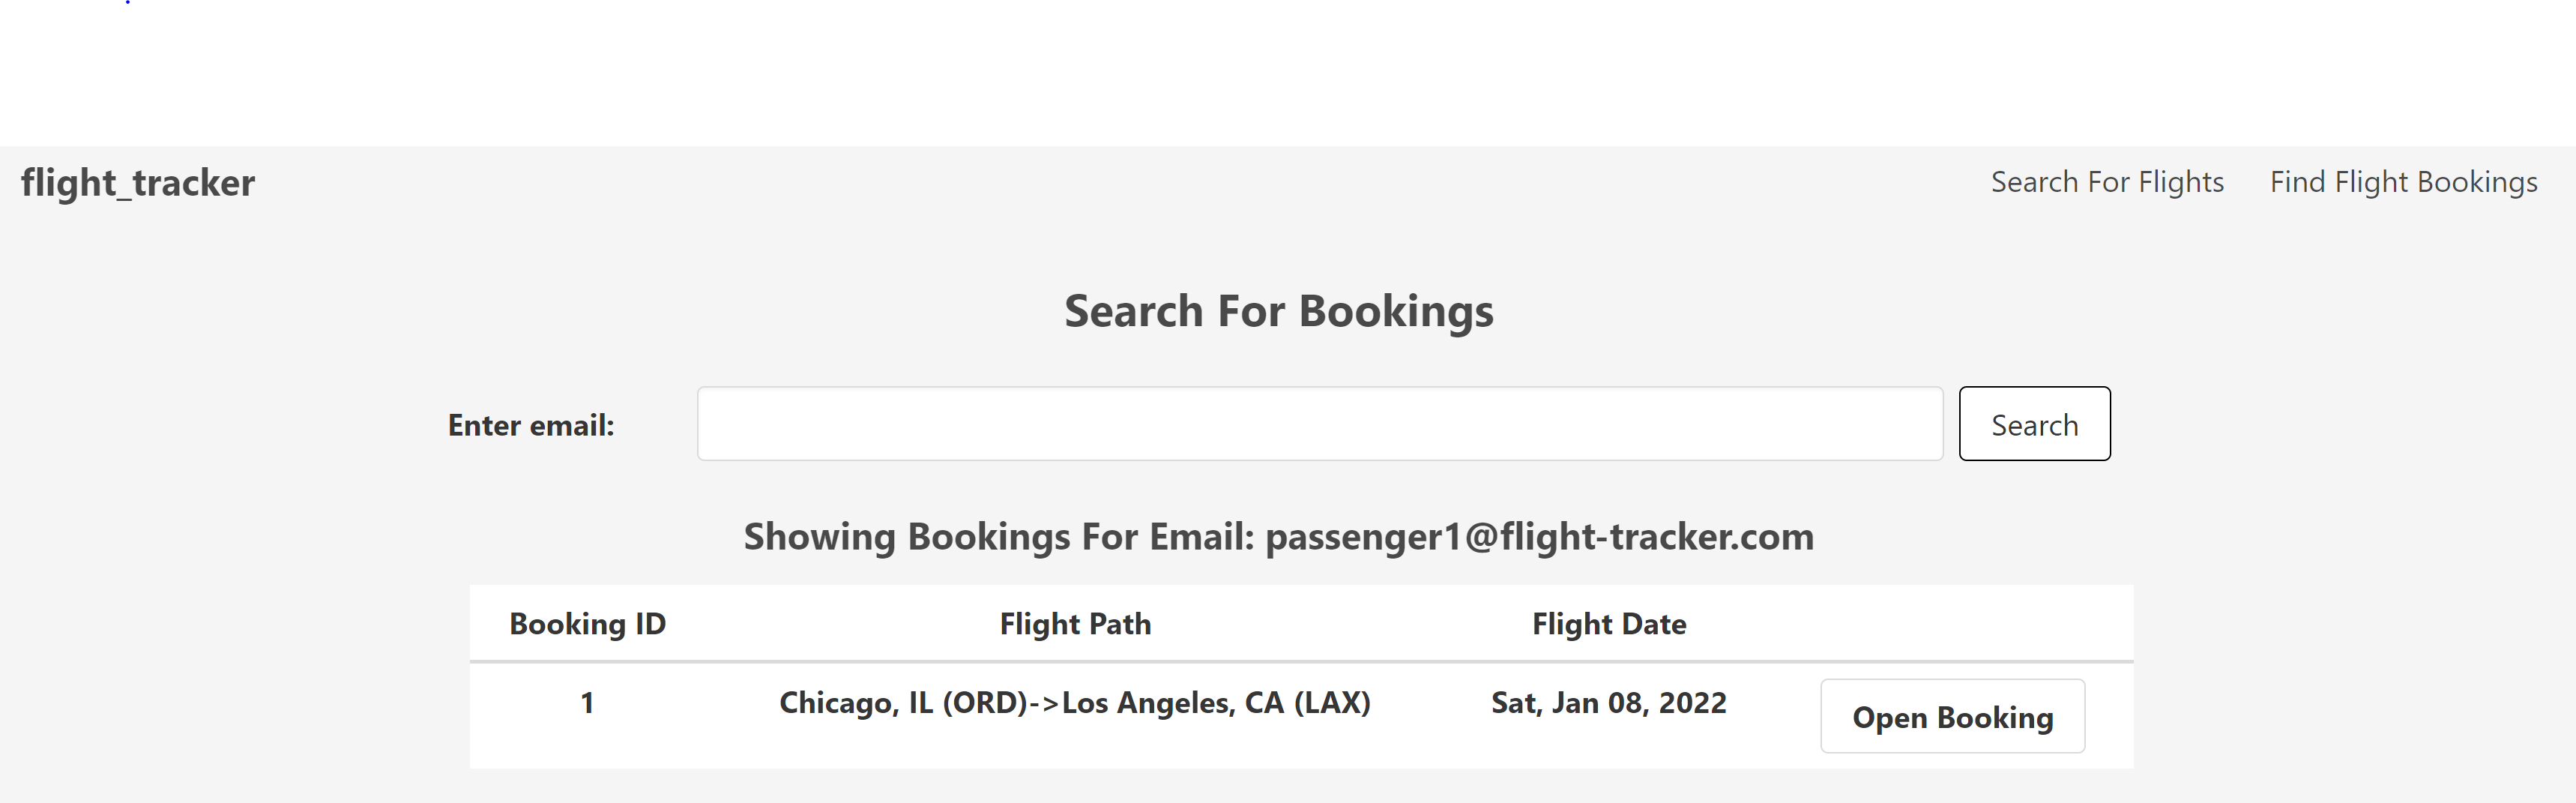 flight_tracker Search For Flights Find Flight Bookings
Search For Bookings
Enter email: Search
Showing Bookings For Email: passenger1@flight-tracker.com
Booking ID Flight Path Flight Date
1 Chicago, IL (ORD)->Los Angeles, CA (LAX) Sat, Jan 08, 2022 Open Booking